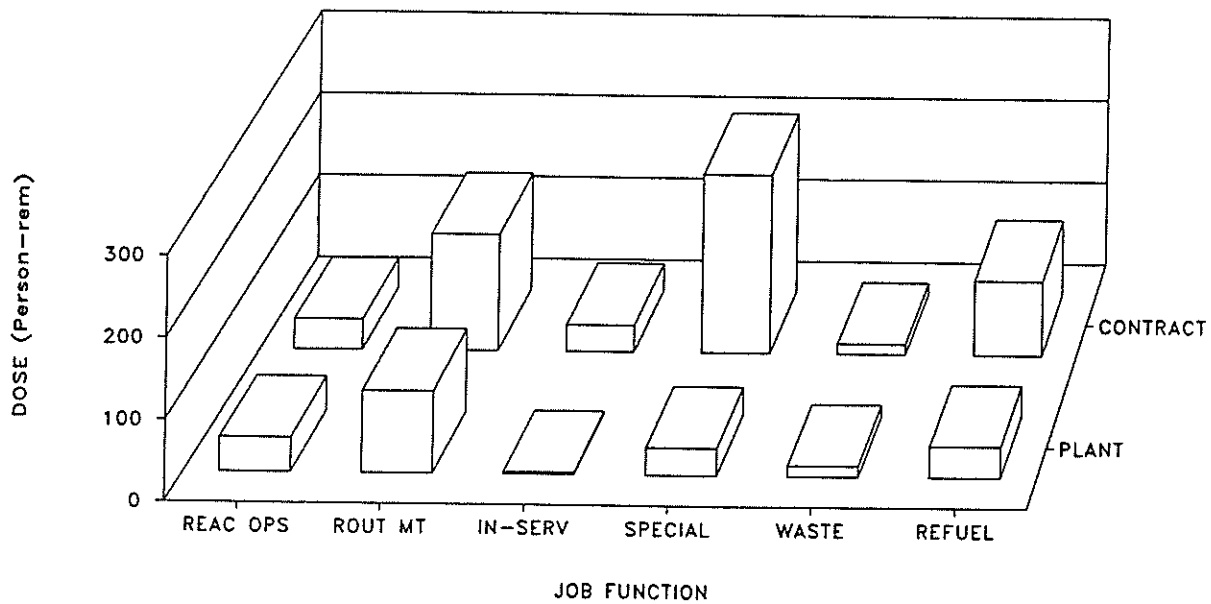 DOSE (Person-rem)
300
200
100
0
CONTRACT
PLANT
REAC OPS ROUT MT IN-SERV SPECIAL WASTE REFUEL
JOB FUNCTION